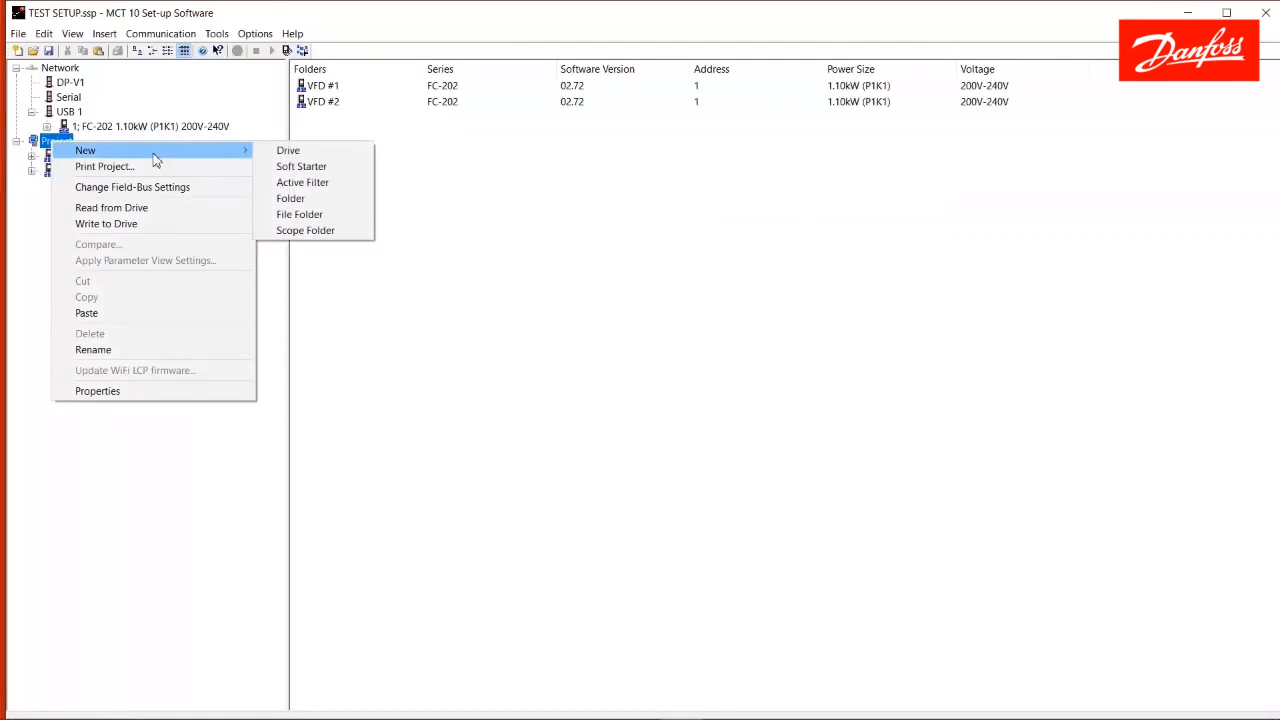 TEST SETUP.ssp - MCT 10 Set-up Software
File Edit View Insert Communication Tools Options Help
Danfoss
Network
DP-V1
Serial
USB 1
1; FC-202 1.10kW (P1K1) 200V-240V
New
Print Project...
Change Field-Bus Settings
Read from Drive
Write to Drive
Compare...
Apply Parameter View Settings...
Cut
Copy
Paste
Delete
Rename
Update WiFi LCP firmware...
Properties
Drive
Soft Starter
Active Filter
Folder
File Folder
Scope Folder
Folders Series Software Version Address Power Size Voltage
VFD #1 FC-202 02.72 1 1.10kW (P1K1) 200V-240V
VFD #2 FC-202 02.72 1 1.10kW (P1K1) 200V-240V